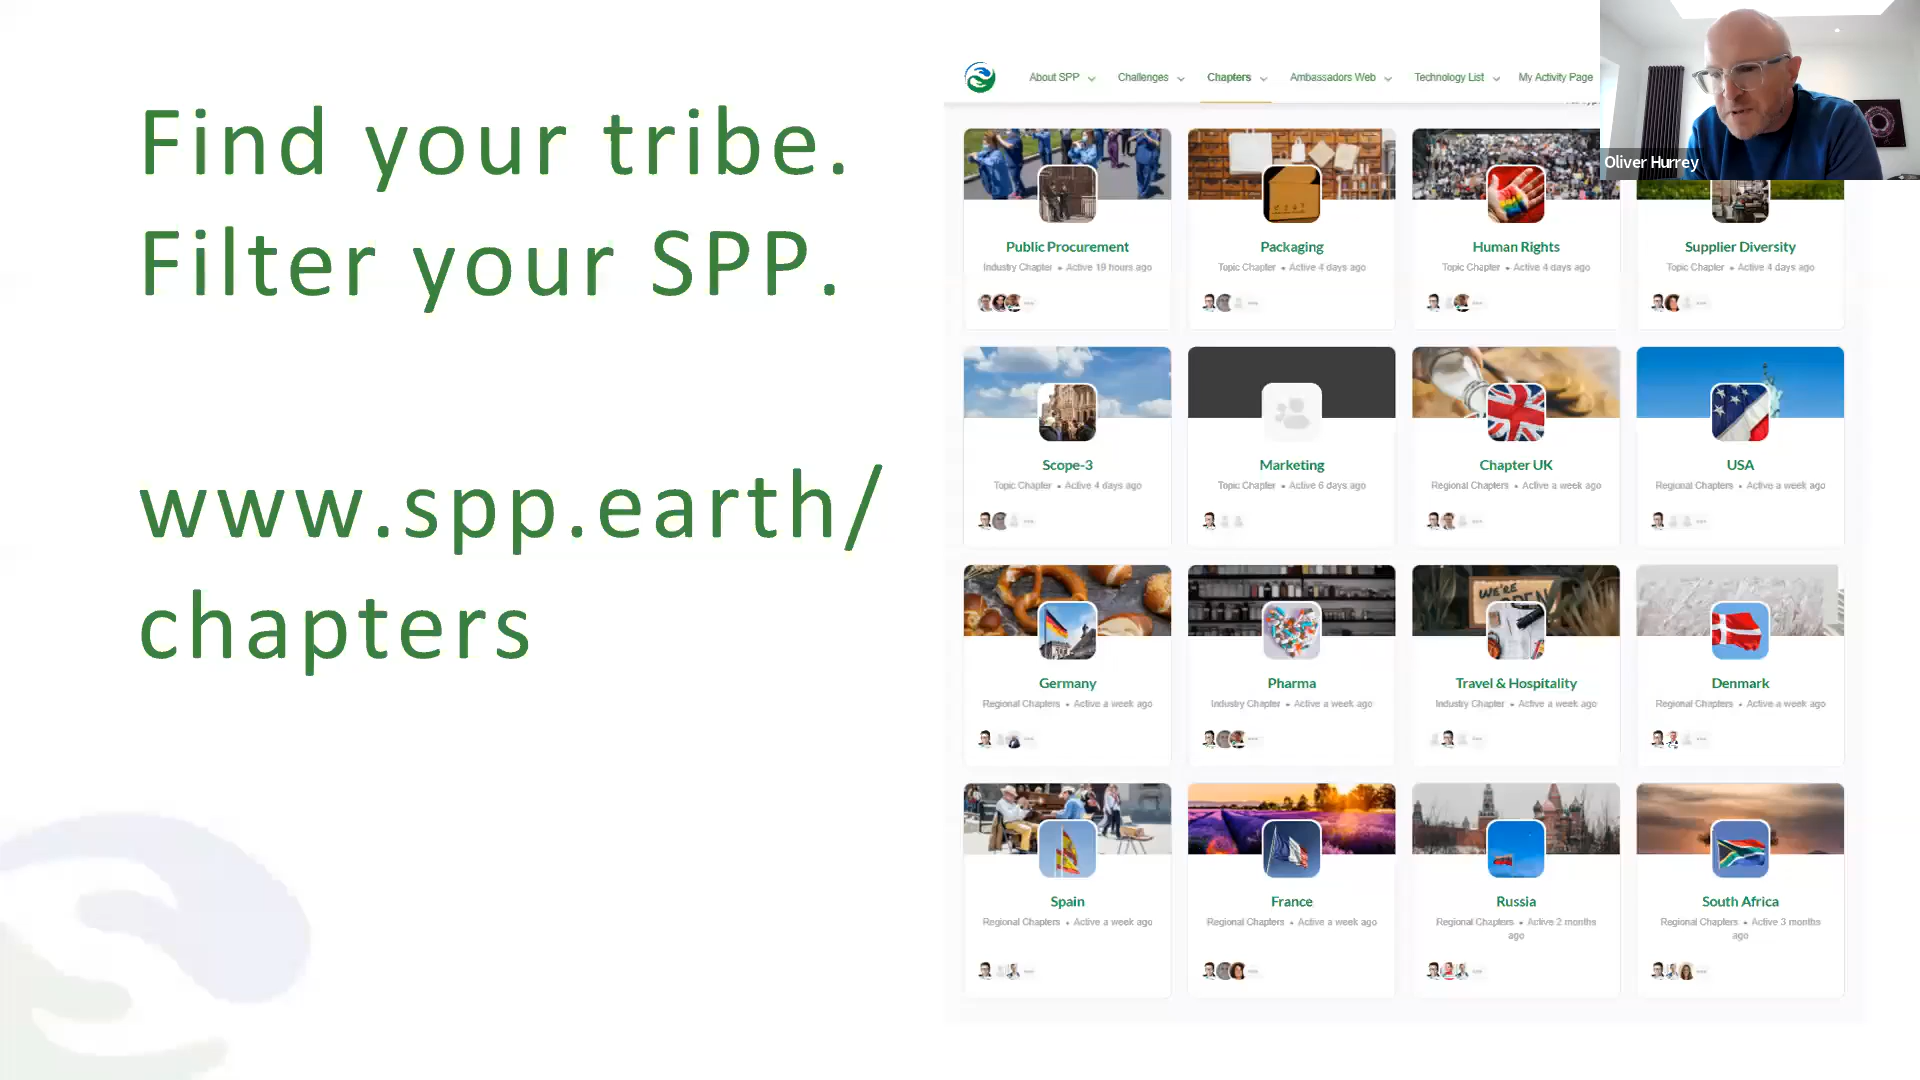 Find your tribe.
Filter your SPP.
www.spp.earth/
chapters
About SPP
Challenges
Chapters
Ambassadors Web
Technology List
My Activity Page
Oliver Hurrey
Public Procurement
Industry Chapter • Active 19 hours ago
Packaging
Topic Chapter • Active 4 days ago
Human Rights
Topic Chapter • Active 4 days ago
Supplier Diversity
Topic Chapter • Active 4 days ago
Scope-3
Topic Chapter • Active 4 days ago
Marketing
Topic Chapter • Active 6 days ago
Chapter UK
Regional Chapters • Active a week ago
USA
Regional Chapters • Active a week ago
WE'RE
OPEN
Germany
Regional Chapters • Active a week ago
Pharma
Industry Chapter • Active a week ago
Travel & Hospitality
Industry Chapter • Active a week ago
Denmark
Regional Chapters • Active a week ago
Spain
Regional Chapters • Active a week ago
France
Regional Chapters • Active a week ago
Russia
Regional Chapters • Active 2 months
ago
South Africa
Regional Chapters • Active 3 months
ago